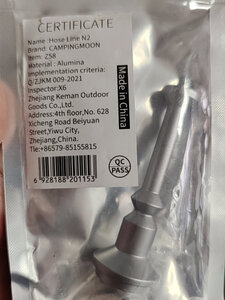 CERTIFICATE
Name:Hose Line N2
Brand: CAMPINGMOON
Item: Z58
Material : Alumina
Implementation criteria:
Q/ZJKM 009-2021
Inspector:X6
Zhejiang Keman Outdoor
Goods Co.,Ltd.
Address:4th floor,No. 628
Xicheng Road Beiyuan
Street,Yiwu City,
Zhejiang,China.
Tle:+86579-85155815
Made in China
QC
PASS
6 928188 201153